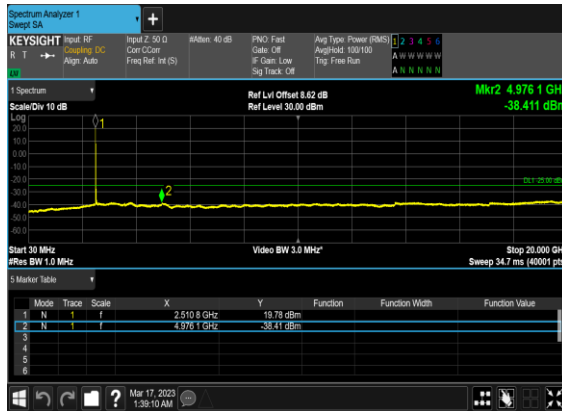 Spectrum Analyzer 1
Swept SA
KEYSIGHT
R T
Input: RF
Coupling: DC
Align: Auto
Input Z: 50 Ω
Corr CCorr
Freq Ref: Int (S)
#Atten: 40 dB
PNO: Fast
Gate: Off
IF Gain: Low
Sig Track: Off
Avg Type: Power (RMS)
Avg|Hold: 100/100
Trig: Free Run
1 2 3 4 5 6
A W W W W W
A N N N N N
1 Spectrum
Scale/Div 10 dB
Ref Lvl Offset 8.62 dB
Ref Level 30.00 dBm
Mkr2 4.976 1 GH
-38.411 dBn
Log
20.0
10.0
0.00
-10.0
-20.0
-30.0
-40.0
-50.0
-60.0
1
2
DL1 -25.00 dB
Start 30 MHz
#Res BW 1.0 MHz
Video BW 3.0 MHz*
Stop 20.000 GH
Sweep 34.7 ms (40001 pts
5 Marker Table
Mode Trace Scale X Y Function Function Width Function Value
1 N 1 f 2.510 8 GHz 19.78 dBm
2 N 1 f 4.976 1 GHz -38.41 dBm
3
4
5
6
?
Mar 17, 2023
1:39:10 AM